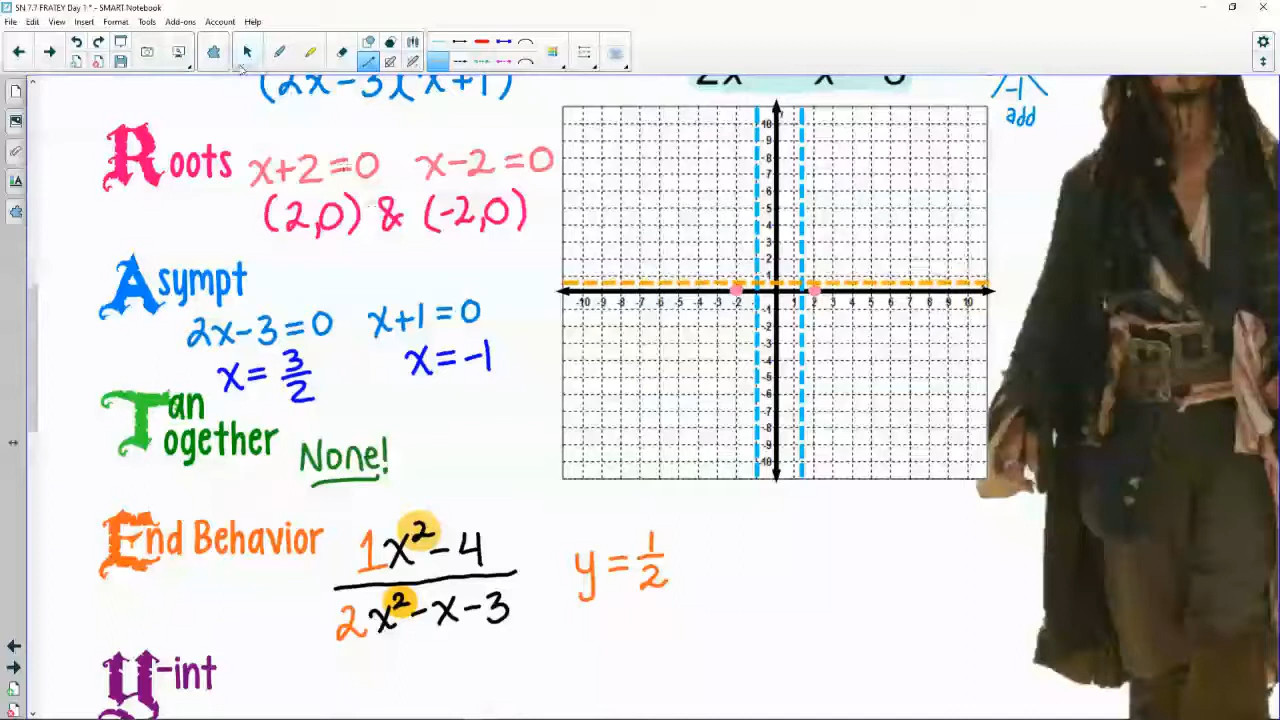 SN 7.7 FRATEY Day 1 * - SMART Notebook
File Edit View Insert Format Tools Add-ons Account Help
(2x-3)(x+1)
-1
add
Roots x+2=0 x-2=0
(2,0) & (-2,0)
Asympt
2x-3=0 x+1=0
x=3/2 x=-1
Tan
Together None!
End Behavior 1x²-4
2x²-x-3
y=1/2
Y-int
10
9
8
7
6
5
4
3
2
1
-10 -9 -8 -7 -6 -5 -4 -3 -2 1 2 3 4 5 6 7 8 9 10
-1
-2
-3
-4
-5
-6
-7
-8
-9
-10